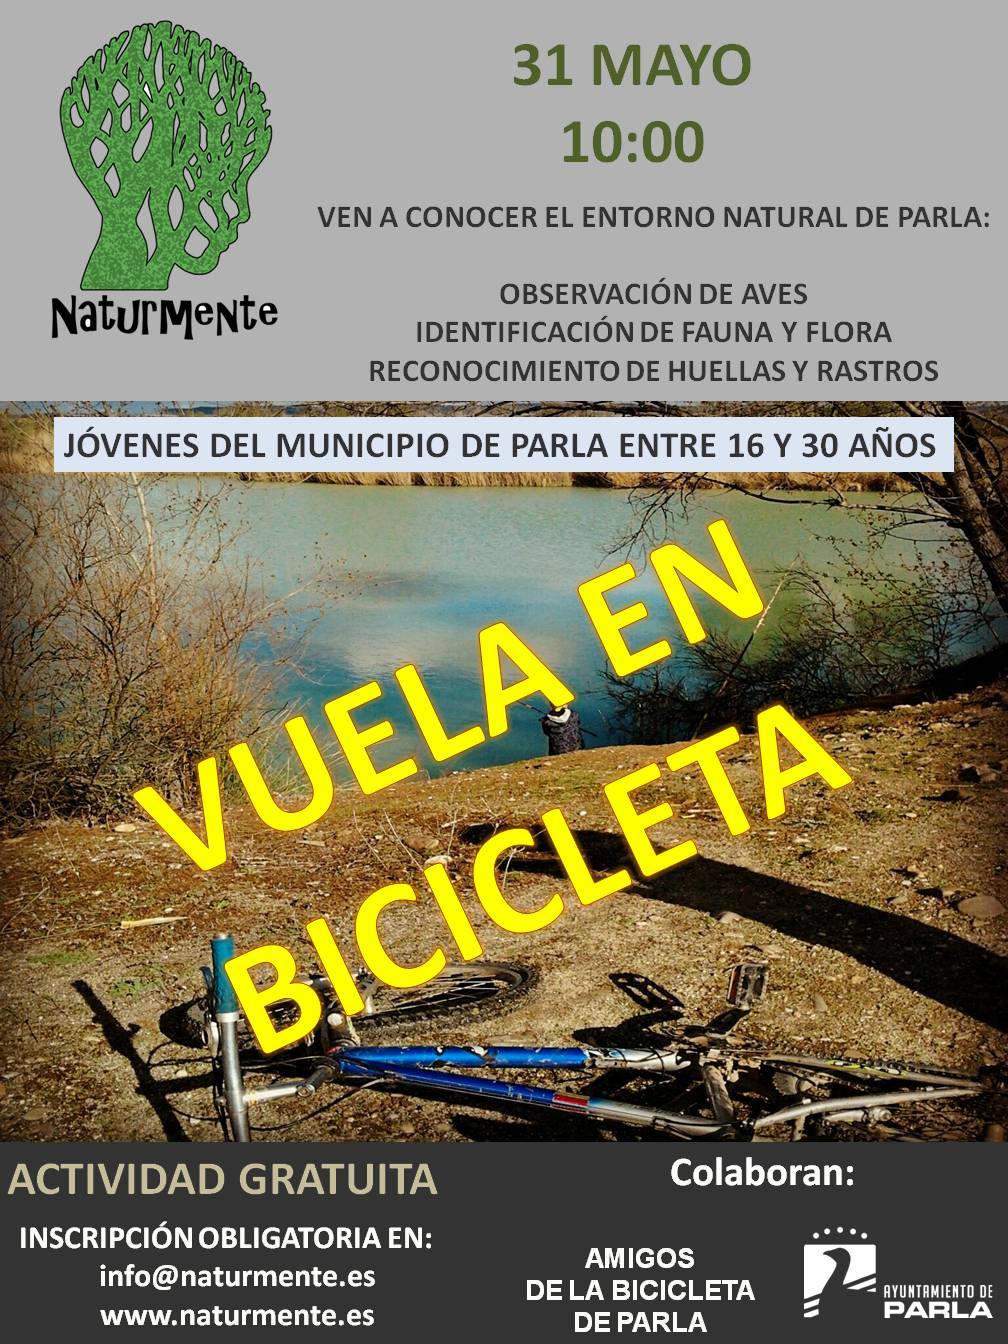 Naturmente
31 MAYO
10:00
VEN A CONOCER EL ENTORNO NATURAL DE PARLA:
OBSERVACIÓN DE AVES
IDENTIFICACIÓN DE FAUNA Y FLORA
RECONOCIMIENTO DE HUELLAS Y RASTROS
JÓVENES DEL MUNICIPIO DE PARLA ENTRE 16 Y 30 AÑOS
VUELA EN
BICICLETA
ACTIVIDAD GRATUITA
INSCRIPCIÓN OBLIGATORIA EN:
info@naturmente.es
www.naturmente.es
Colaboran:
AMIGOS
DE LA BICICLETA
DE PARLA
AYUNTAMIENTO DE
PARLA